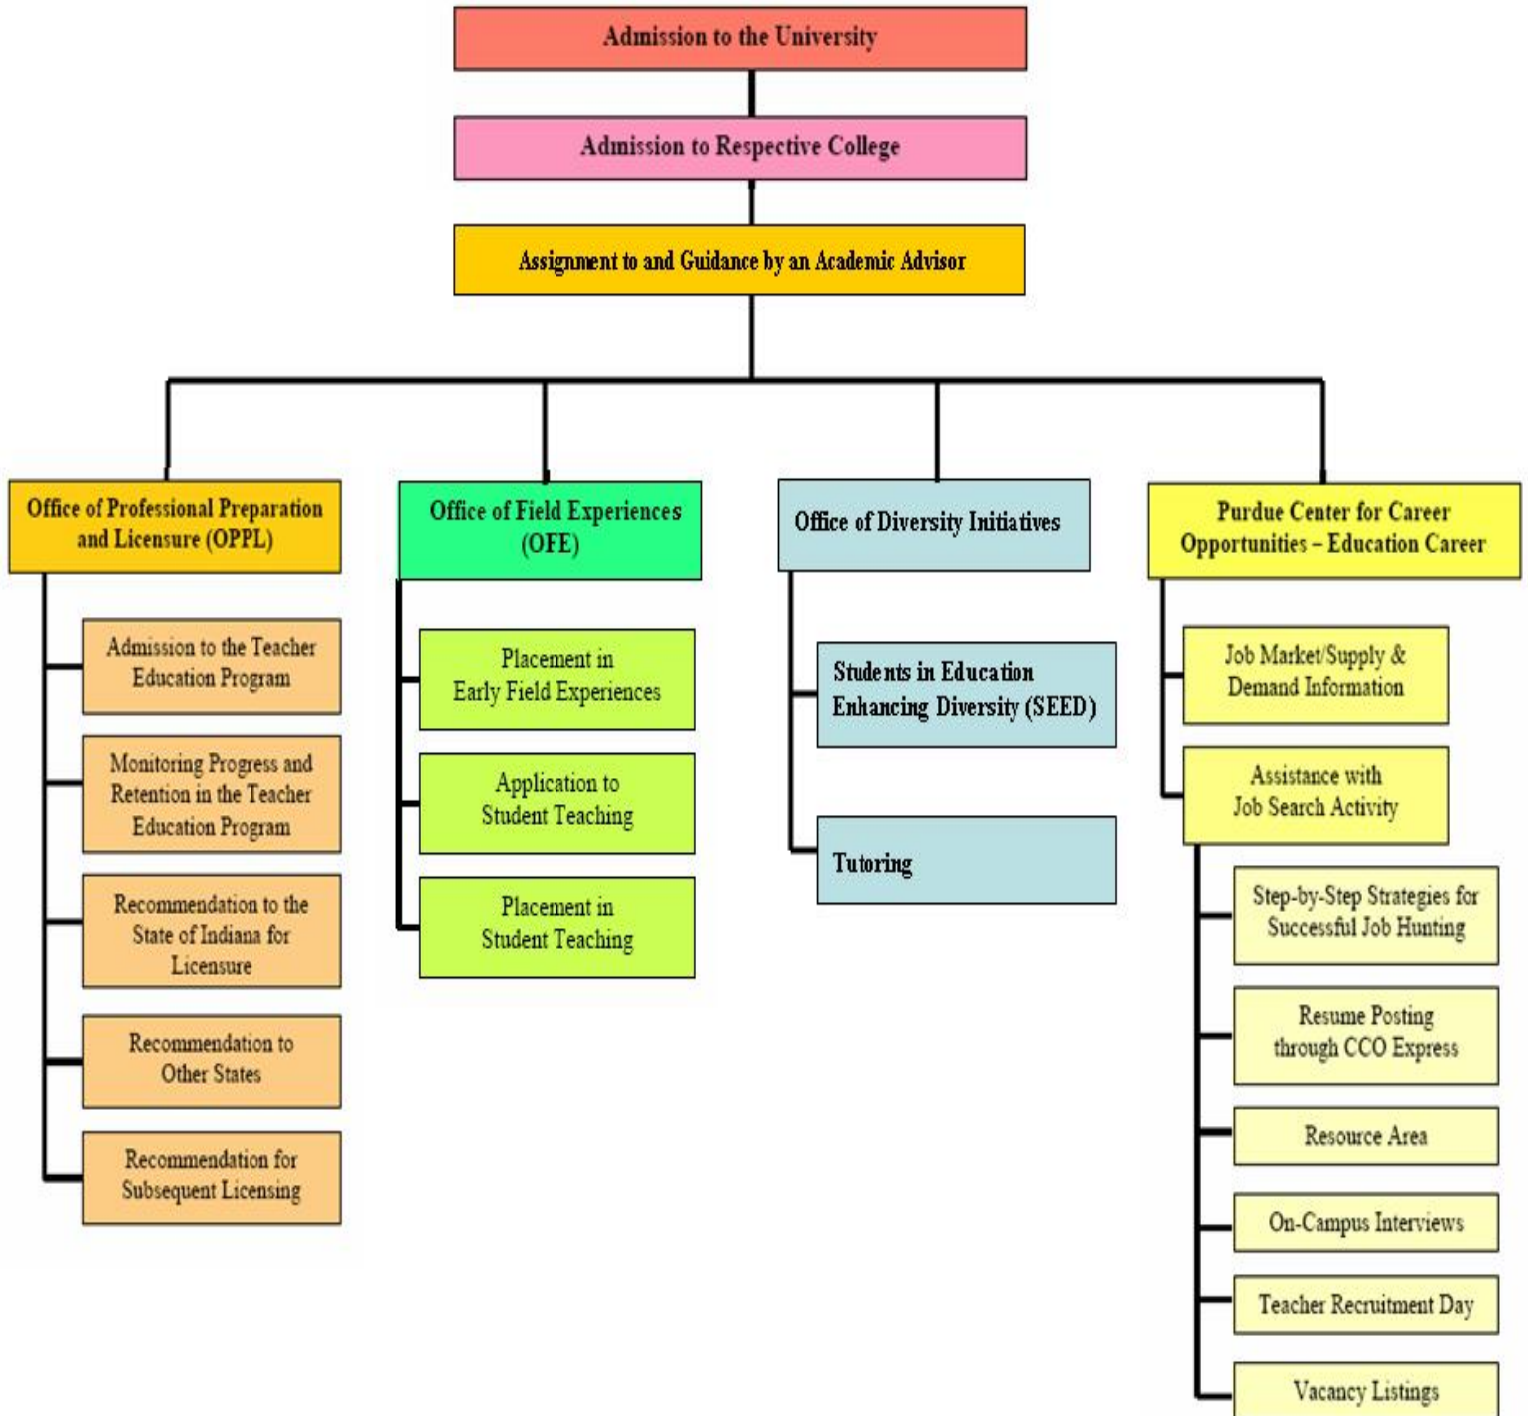 Admission to the University
Admission to Respective College
Assignment to and Guidance by an Academic Advisor
Office of Professional Preparation
and Licensure (OPPL)
Admission to the Teacher
Education Program
Monitoring Progress and
Retention in the Teacher
Education Program
Recommendation to the
State of Indiana for
Licensure
Recommendation to
Other States
Recommendation for
Subsequent Licensing
Office of Field Experiences
(OFE)
Placement in
Early Field Experiences
Application to
Student Teaching
Placement in
Student Teaching
Office of Diversity Initiatives
Students in Education
Enhancing Diversity (SEED)
Tutoring
Purdue Center for Career
Opportunities – Education Career
Job Market/Supply &
Demand Information
Assistance with
Job Search Activity
Step-by-Step Strategies for
Successful Job Hunting
Resume Posting
through CCO Express
Resource Area
On-Campus Interviews
Teacher Recruitment Day
Vacancy Listings